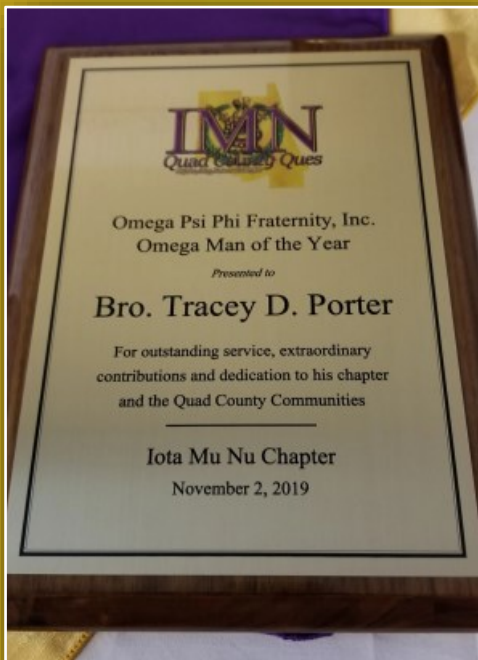 IMN
Quad County Ques
Omega Psi Phi Fraternity, Inc.
Omega Man of the Year
Presented to
Bro. Tracey D. Porter
For outstanding service, extraordinary
contributions and dedication to his chapter
and the Quad County Communities
Iota Mu Nu Chapter
November 2, 2019